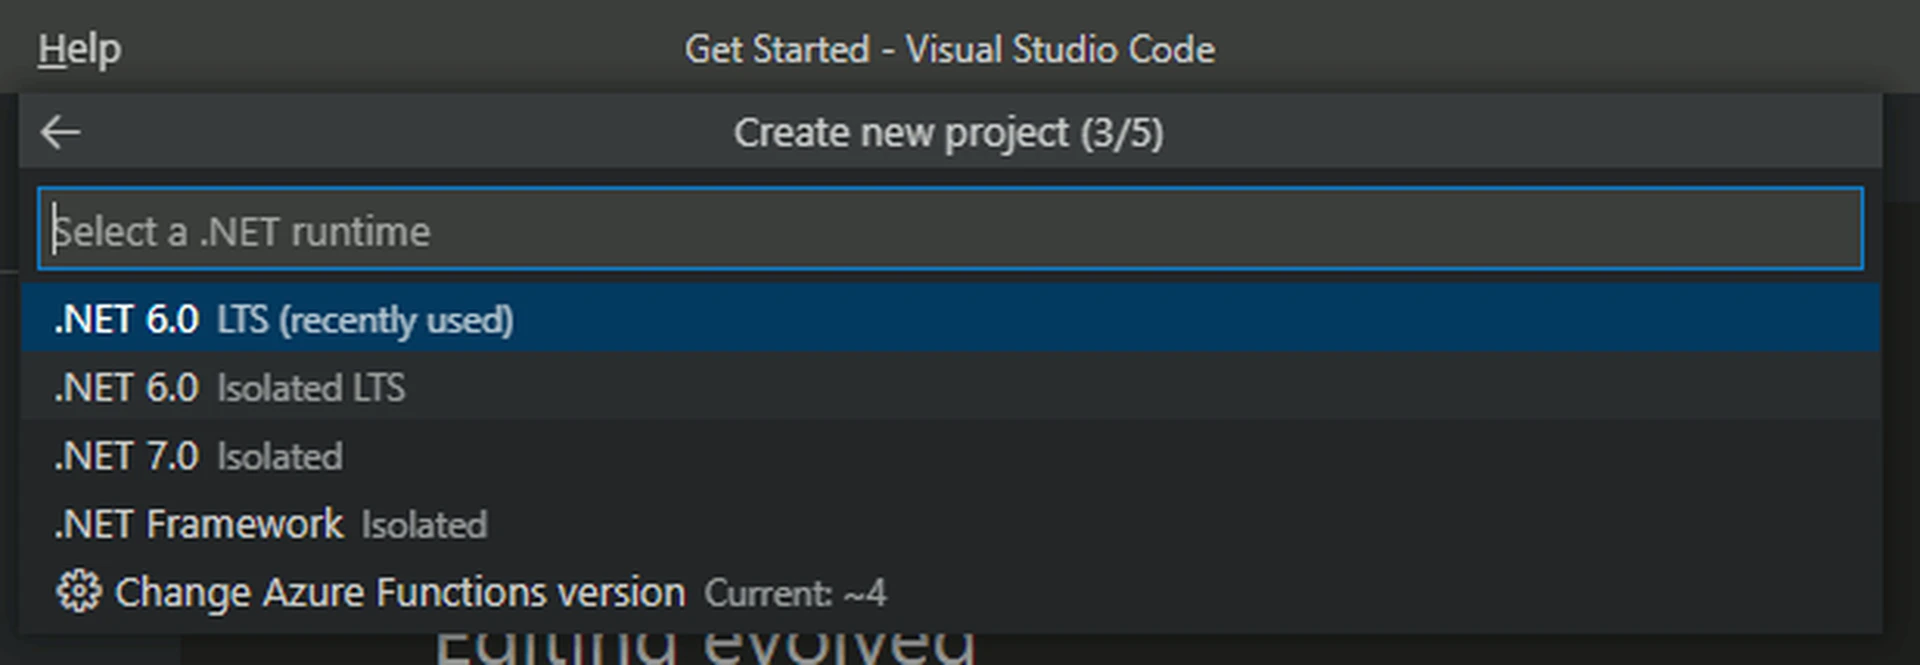 Help
Get Started - Visual Studio Code
Create new project (3/5)
Select a .NET runtime
.NET 6.0 LTS (recently used)
.NET 6.0 Isolated LTS
.NET 7.0 Isolated
.NET Framework Isolated
Change Azure Functions version Current: ~4
Editing evolved